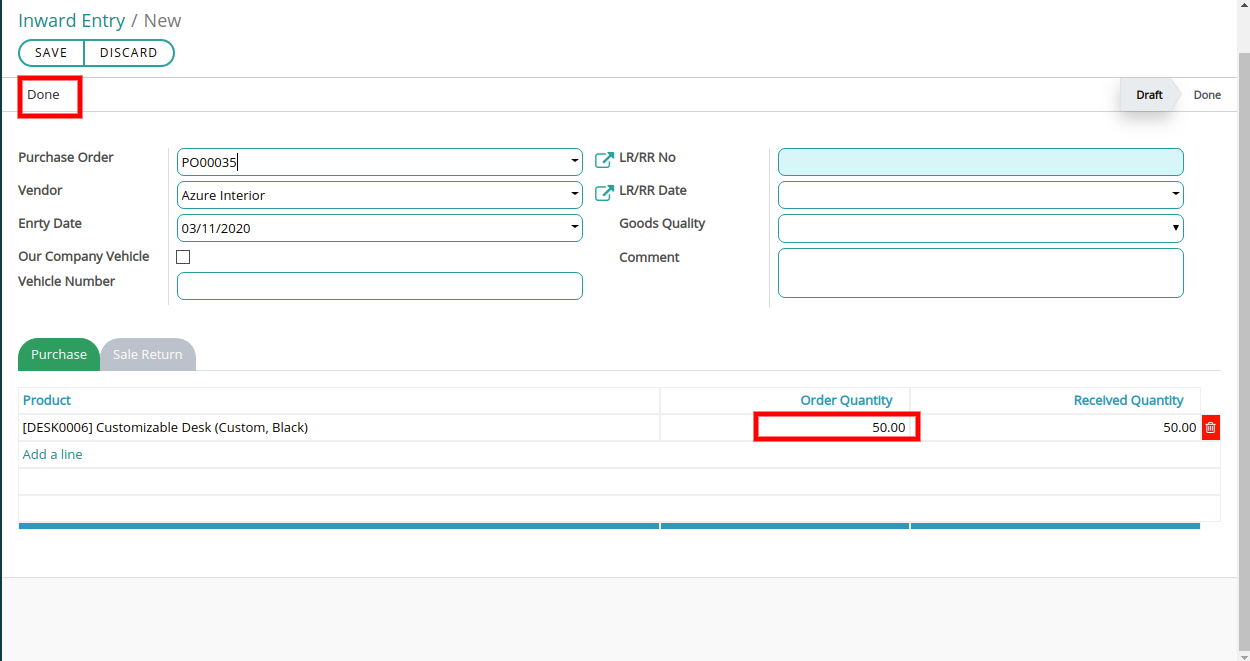 Inward Entry / New
SAVE DISCARD
Done Draft Done
Purchase Order PO00035 LR/RR No
Vendor Azure Interior LR/RR Date
Enrty Date 03/11/2020 Goods Quality
Our Company Vehicle Comment
Vehicle Number
Purchase Sale Return
Product Order Quantity Received Quantity
[DESK0006] Customizable Desk (Custom, Black) 50.00 50.00
Add a line